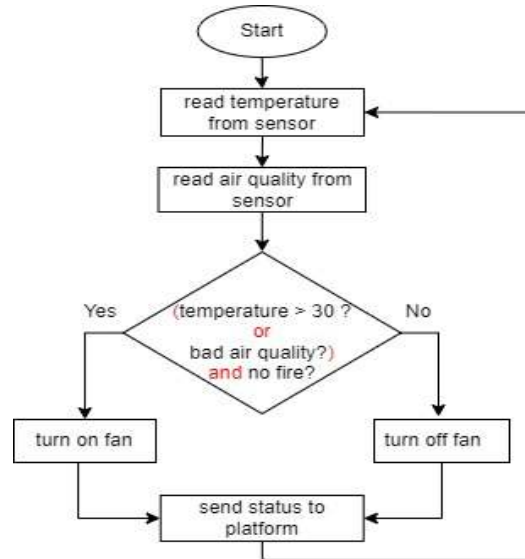 Start
read temperature
from sensor
read air quality from
sensor
Yes
(temperature > 30 ?
No
or
bad air quality?)
and no fire?
turn on fan
turn off fan
send status to
platform